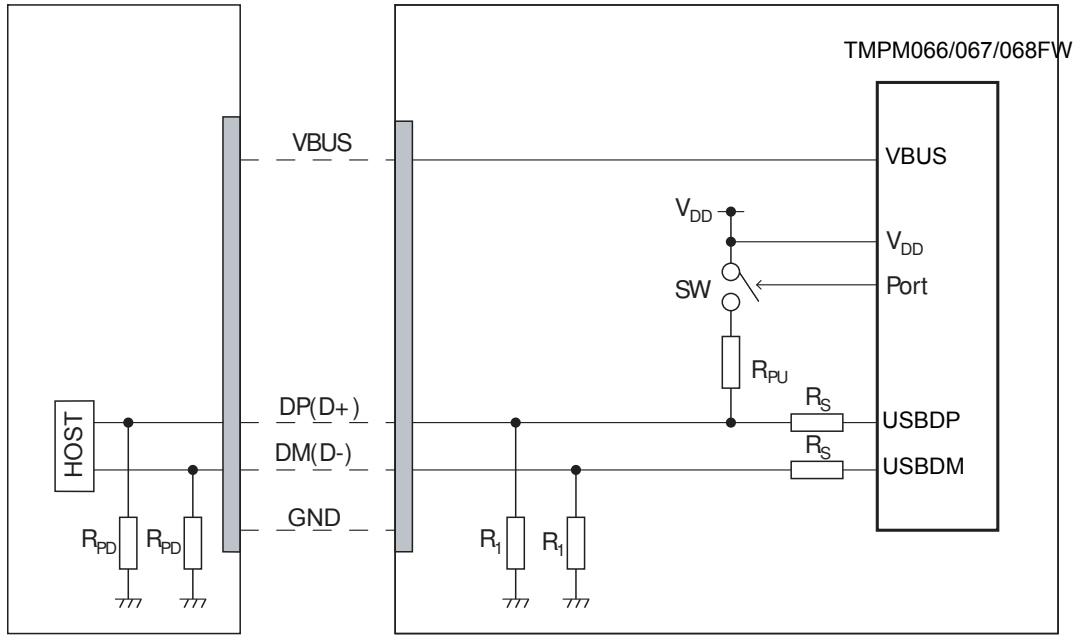 TMPM066/067/068FW
VBUS
VBUS
VDD
VDD
SW
Port
RPU
DP(D+)
RS
USBDP
HOST
DM(D-)
RS
USBDM
GND
RPD
RPD
R1
R1